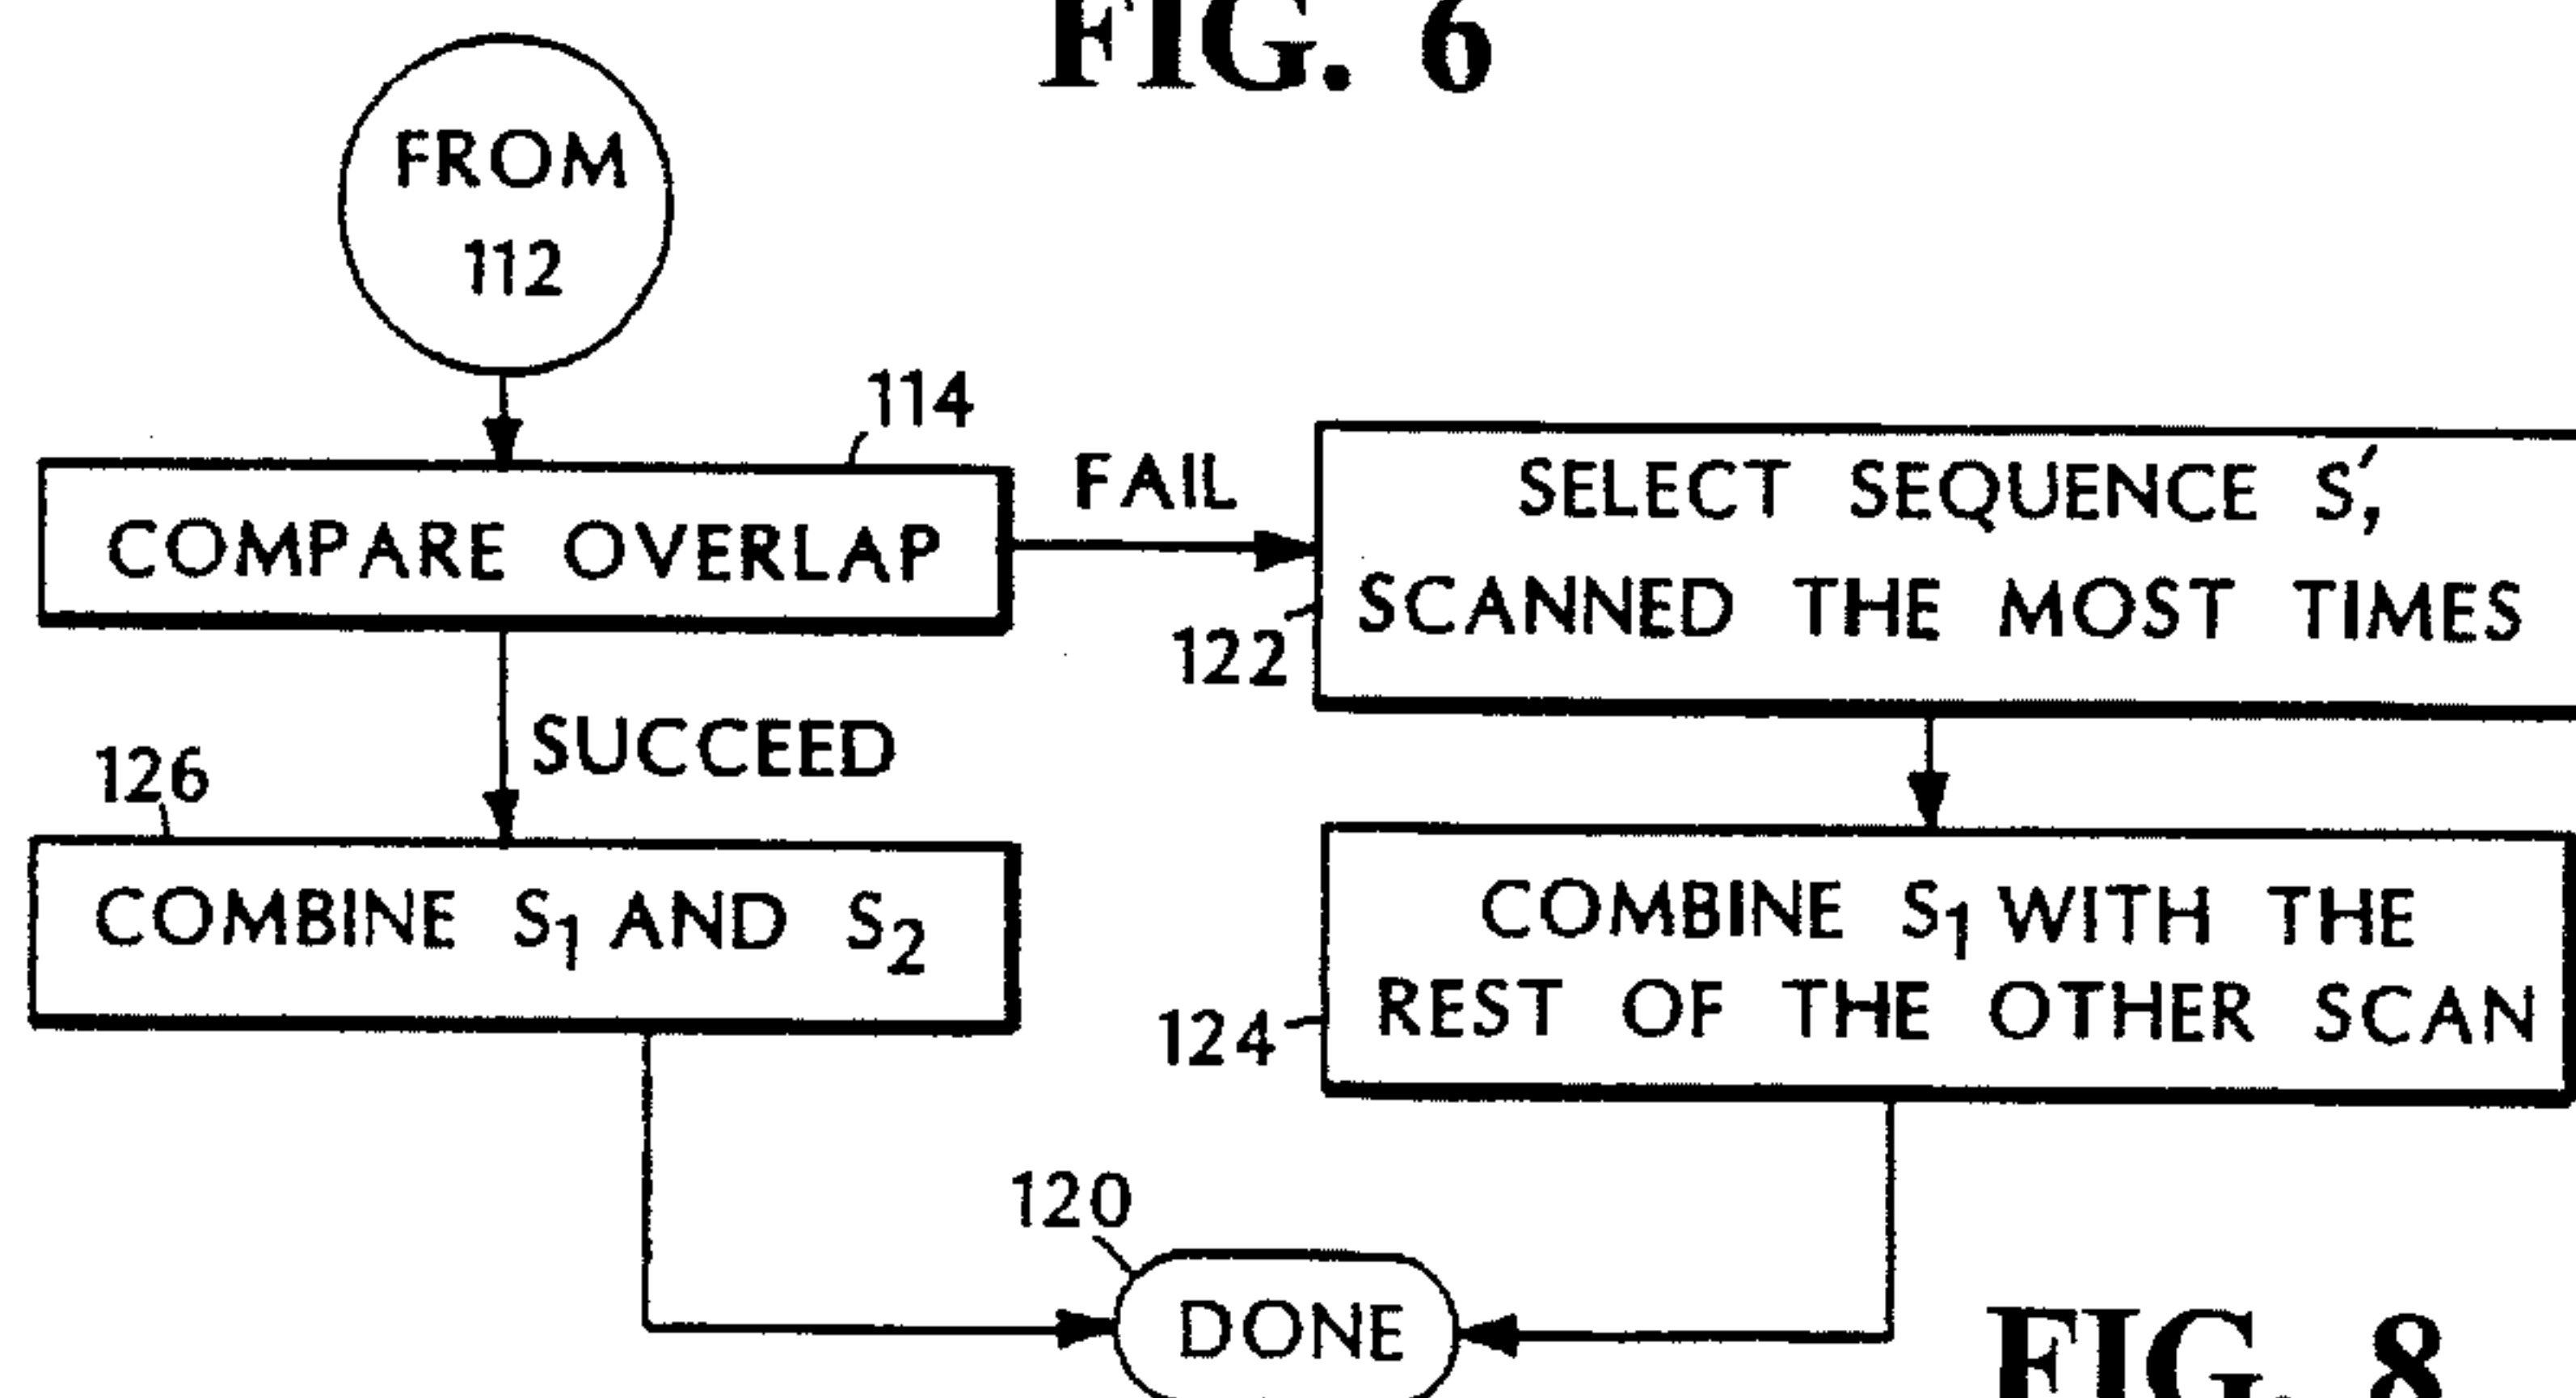 FIG. 6
FROM
112
114
COMPARE OVERLAP
FAIL
SELECT SEQUENCE S′,
SCANNED THE MOST TIMES
122
SUCCEED
126
COMBINE S₁ AND S₂
COMBINE S₁ WITH THE
REST OF THE OTHER SCAN
124
120
DONE
FIG. 8